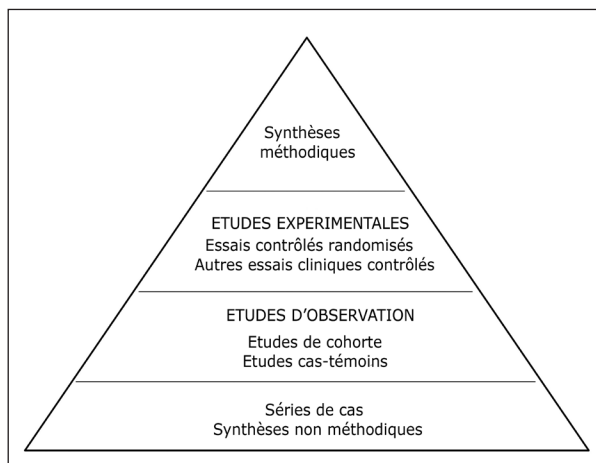 Synthèses
méthodiques
ETUDES EXPERIMENTALES
Essais contrôlés randomisés
Autres essais cliniques contrôlés
ETUDES D'OBSERVATION
Etudes de cohorte
Etudes cas-témoins
Séries de cas
Synthèses non méthodiques